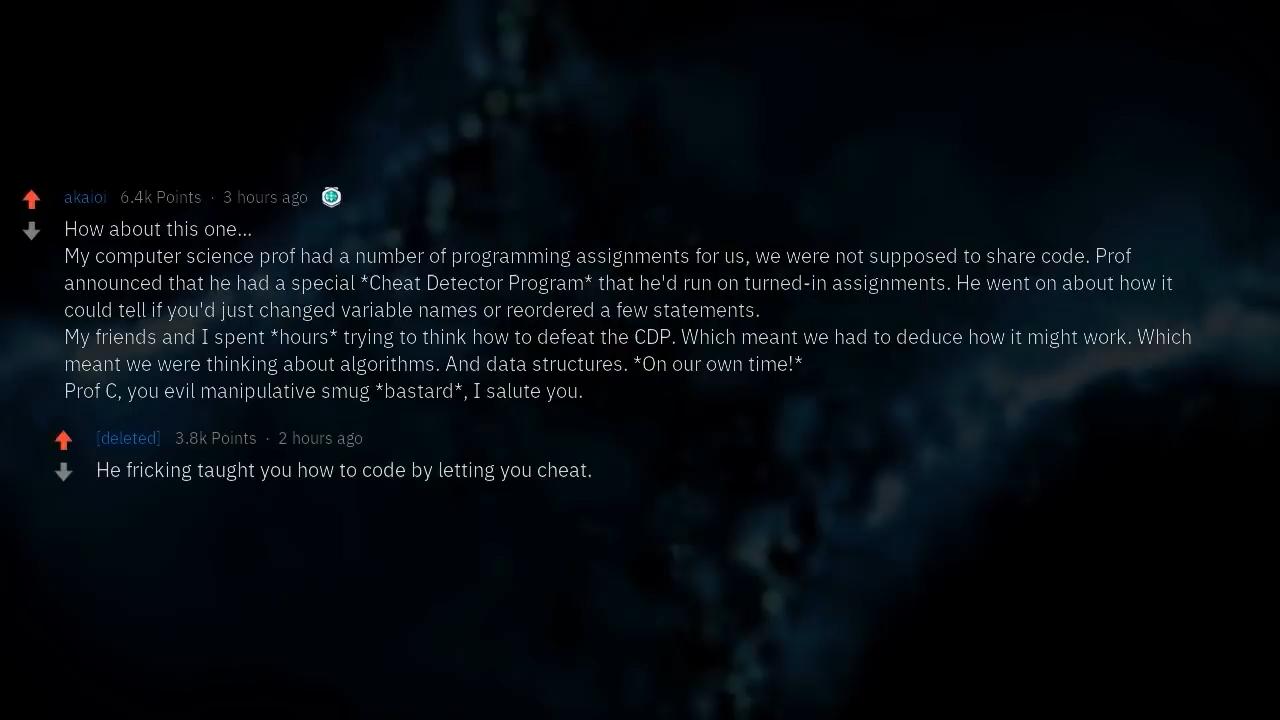 akaioi 6.4k Points · 3 hours ago
How about this one...
My computer science prof had a number of programming assignments for us, we were not supposed to share code. Prof
announced that he had a special *Cheat Detector Program* that he'd run on turned-in assignments. He went on about how it
could tell if you'd just changed variable names or reordered a few statements.
My friends and I spent *hours* trying to think how to defeat the CDP. Which meant we had to deduce how it might work. Which
meant we were thinking about algorithms. And data structures. *On our own time!*
Prof C, you evil manipulative smug *bastard*, I salute you.
[deleted] 3.8k Points · 2 hours ago
He fricking taught you how to code by letting you cheat.